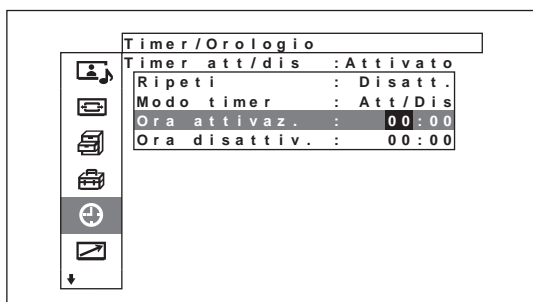 Timer/Orologio
Timer att/dis :Attivato
Ripeti : Disatt.
Modo timer : Att/Dis
Ora attivaz. : 00:00
Ora disattiv. : 00:00